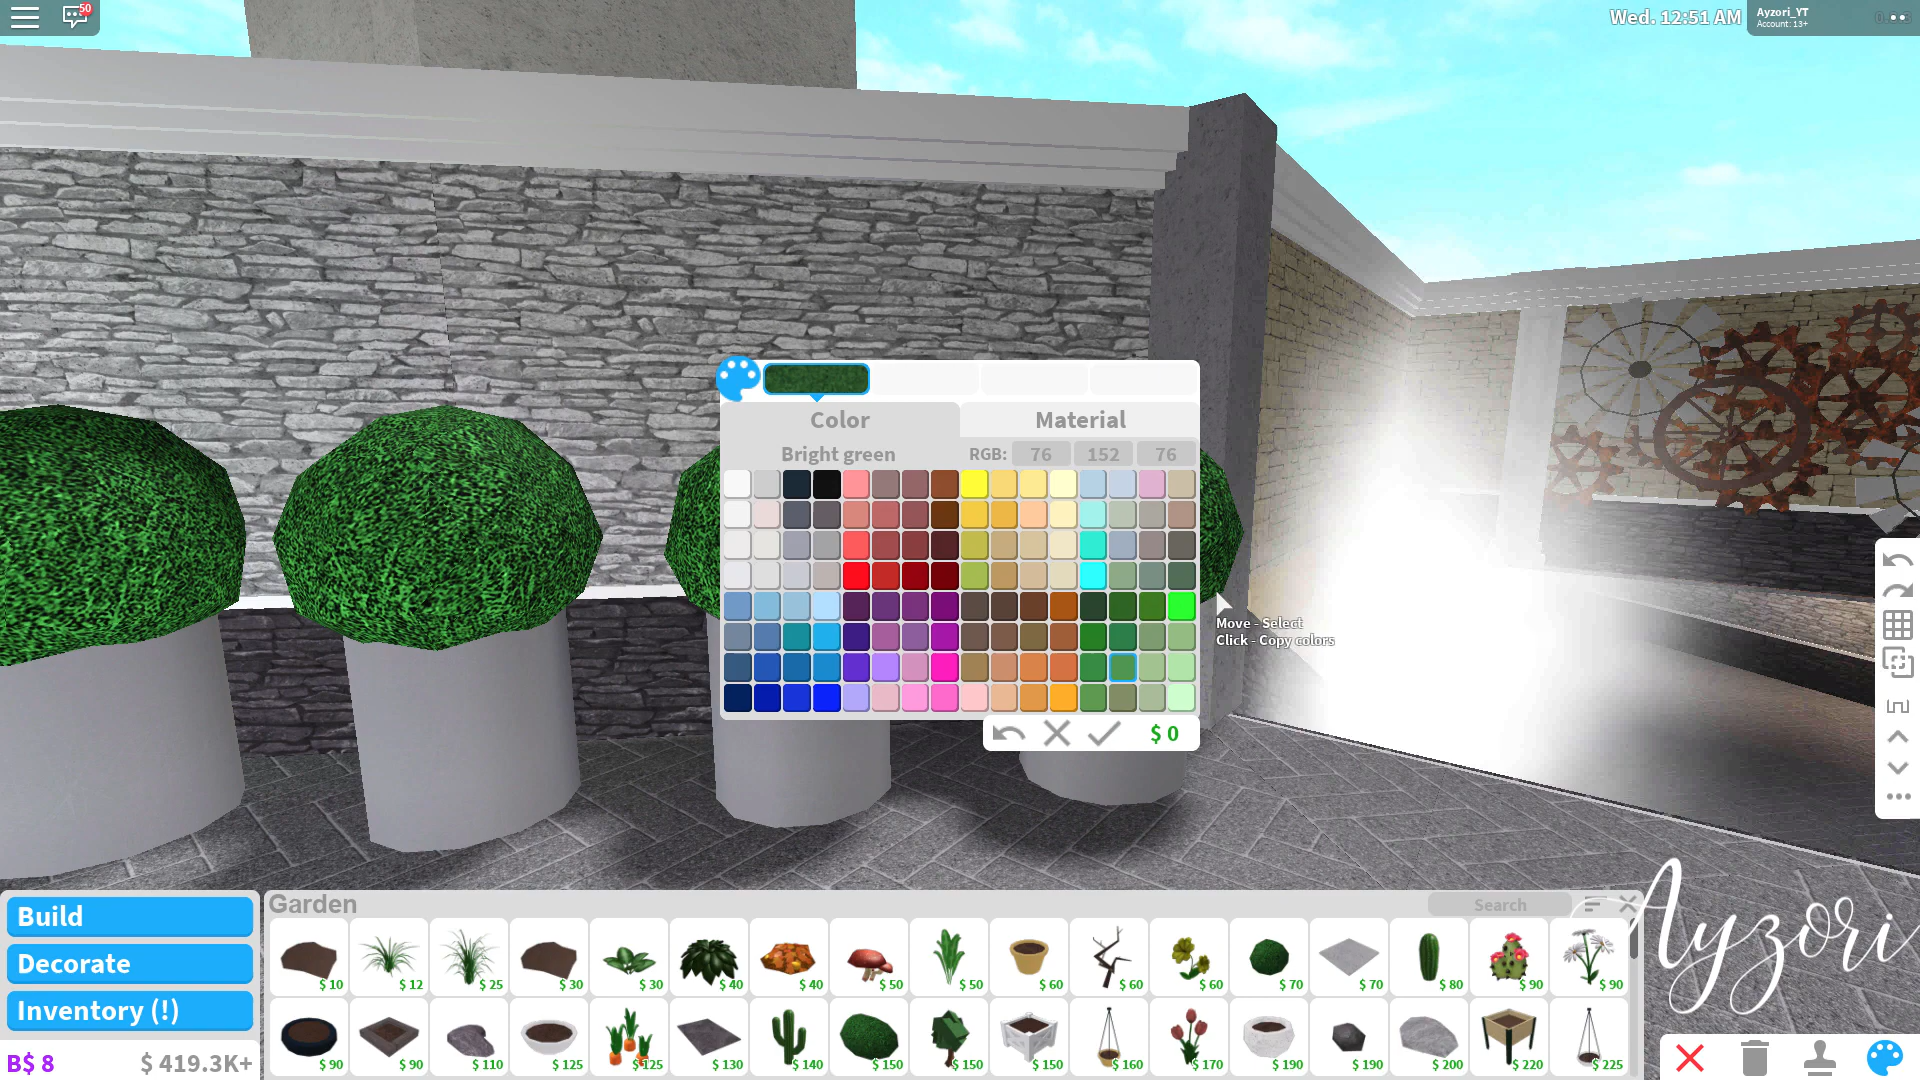 50
Wed. 12:51 AM
Ayzori_YT
Account: 13+
Color
Material
Bright green
RGB: 76 152 76
Move - Select
Click - Copy colors
$ 0
Build
Decorate
Inventory (!)
B$ 8
$ 419.3K+
Garden
Search
$ 10 $ 12 $ 25 $ 30 $ 30 $ 40 $ 40 $ 50 $ 50 $ 60 $ 60 $ 60 $ 70 $ 70 $ 80 $ 90 $ 90
$ 90 $ 90 $ 110 $ 125 $ 125 $ 130 $ 140 $ 150 $ 150 $ 150 $ 160 $ 170 $ 190 $ 190 $ 200 $ 220 $ 225
Ayzori